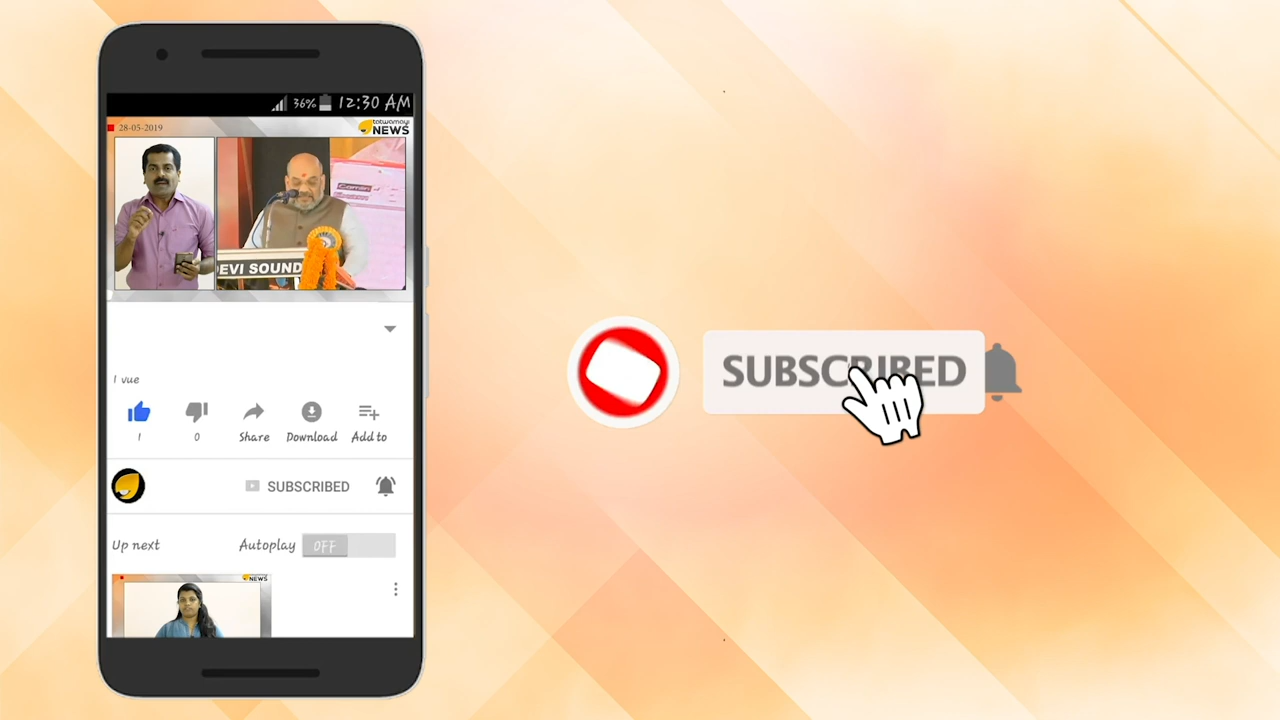 36% 12:30 AM
28-05-2019
tatwamayi
NEWS
DEVI SOUND
1 vue
1
0
Share
Download
Add to
SUBSCRIBED
Up next
Autoplay
OFF
NEWS
SUBSCRIBED